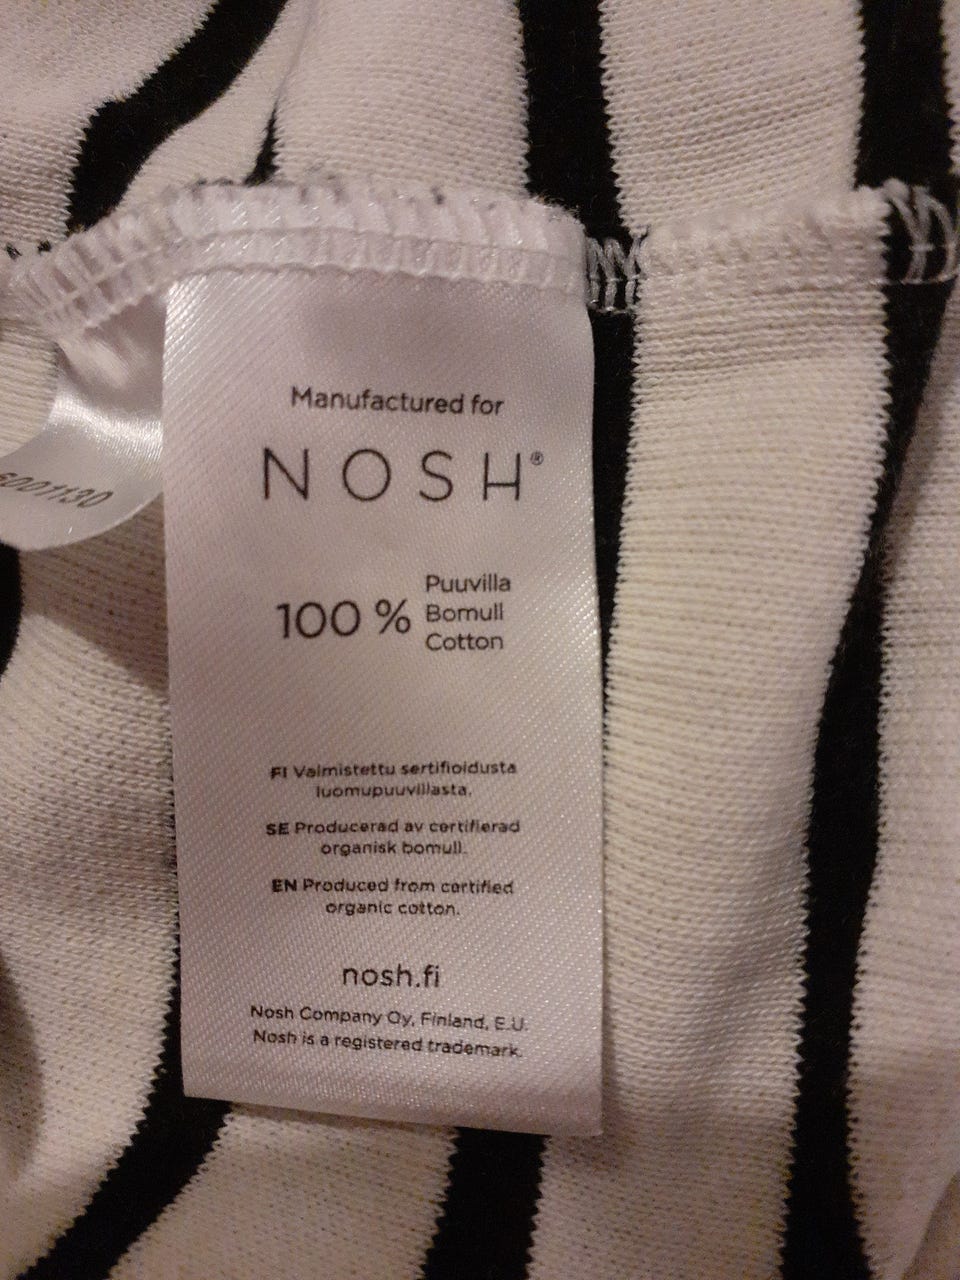 Manufactured for
NOSH®
100 % Puuvilla
Bomull
Cotton
FI Valmistettu sertifioidusta
luomupuuvillasta.
SE Producerad av certifierad
organisk bomull.
EN Produced from certified
organic cotton.
nosh.fi
Nosh Company Oy, Finland, E.U.
Nosh is a registered trademark.